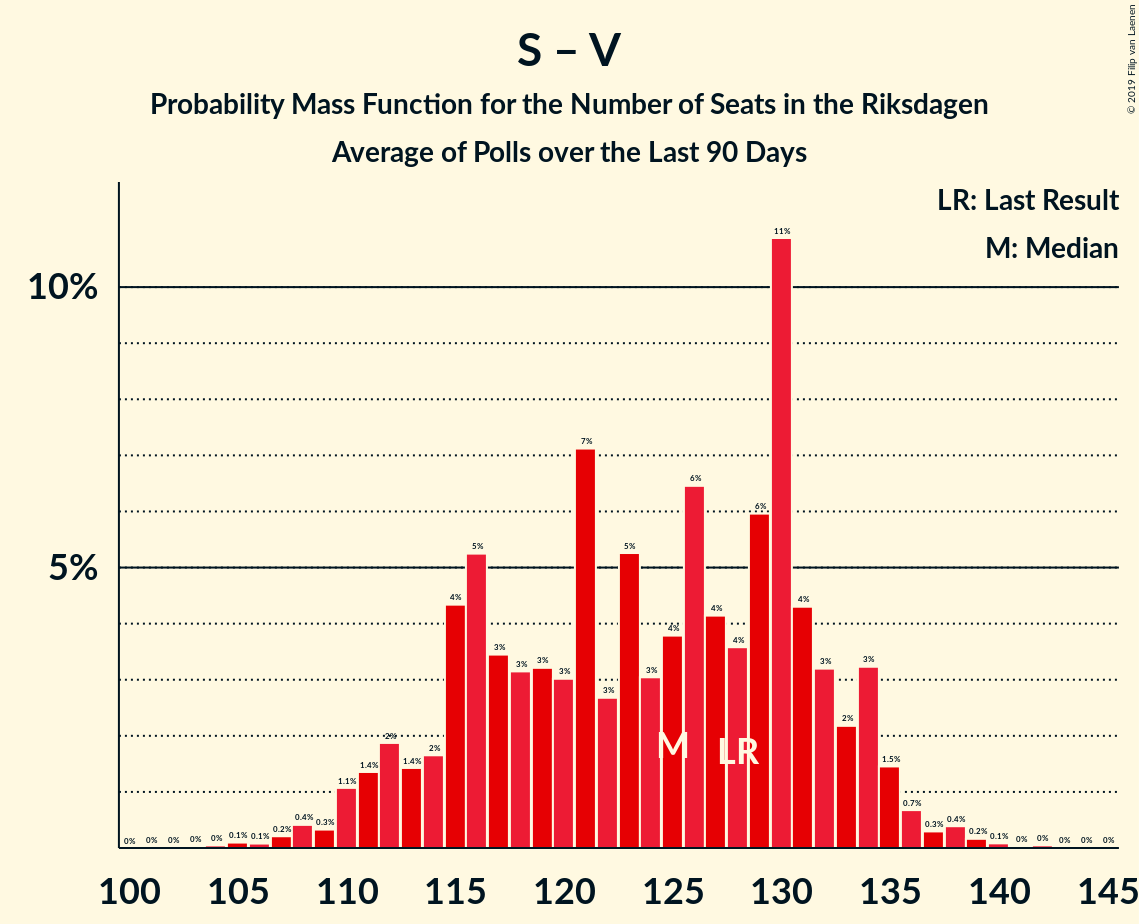 S – V
Probability Mass Function for the Number of Seats in the Riksdagen
Average of Polls over the Last 90 Days
© 2019 Filip van Laenen
LR: Last Result
M: Median
10%
5%
0% 0% 0% 0% 0% 0.1% 0.1% 0.2% 0.4% 0.3% 1.1% 1.4% 2% 1.4% 2% 4% 5% 3% 3% 3% 3% 7% 3% 5% 3% 4% 6% 4% 4% 6% 11% 4% 3% 2% 3% 1.5% 0.7% 0.3% 0.4% 0.2% 0.1% 0% 0% 0% 0% 0%
M LR
100 105 110 115 120 125 130 135 140 145